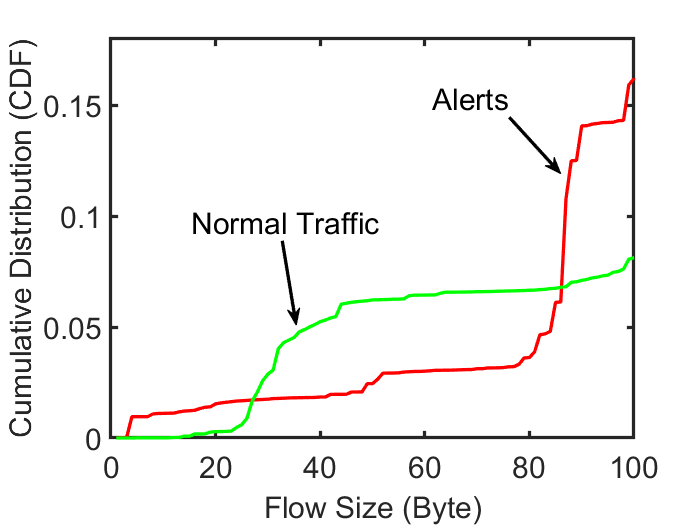 Cumulative Distribution (CDF)
0.15
0.1
0.05
0
Alerts
Normal Traffic
0 20 40 60 80 100
Flow Size (Byte)